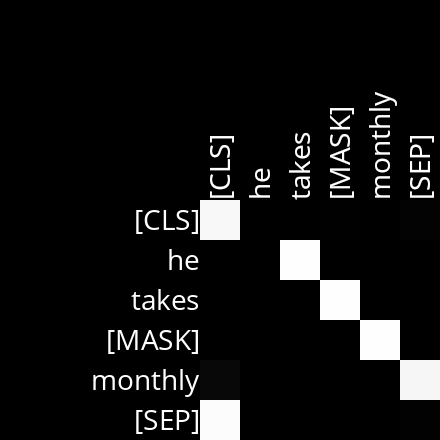 [CLS]
he
takes
[MASK]
monthly
[SEP]
[CLS]
he
takes
[MASK]
monthly
[SEP]